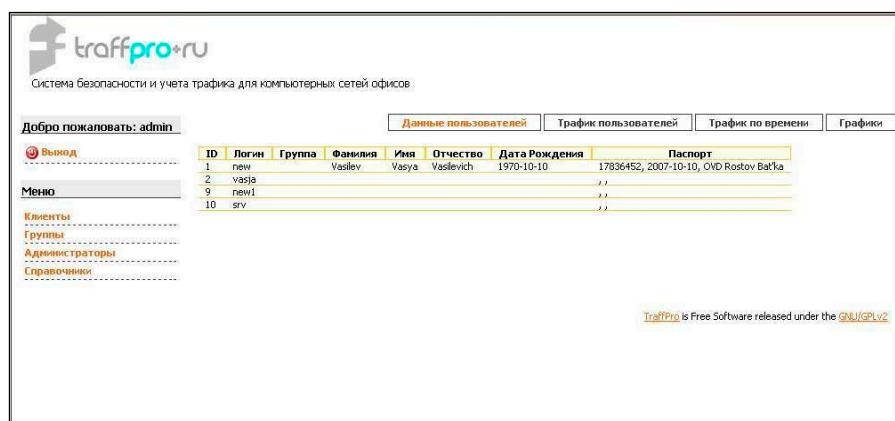 traffpro+ru
Система безопасности и учета трафика для компьютерных сетей офисов
Добро пожаловать: admin
Данные пользователей Трафик пользователей Трафик по времени Графики
Выход
Меню
Клиенты
Группы
Администраторы
Справочники
ID Логин Группа Фамилия Имя Отчество Дата Рождения Паспорт
1 new Vasilev Vasya Vasilevich 1970-10-10 17836452, 2007-10-10, OVD Rostov Bat'ka
2 vasja , ,
9 new1 , ,
10 srv , ,
TraffPro is Free Software released under the GNU/GPLv2